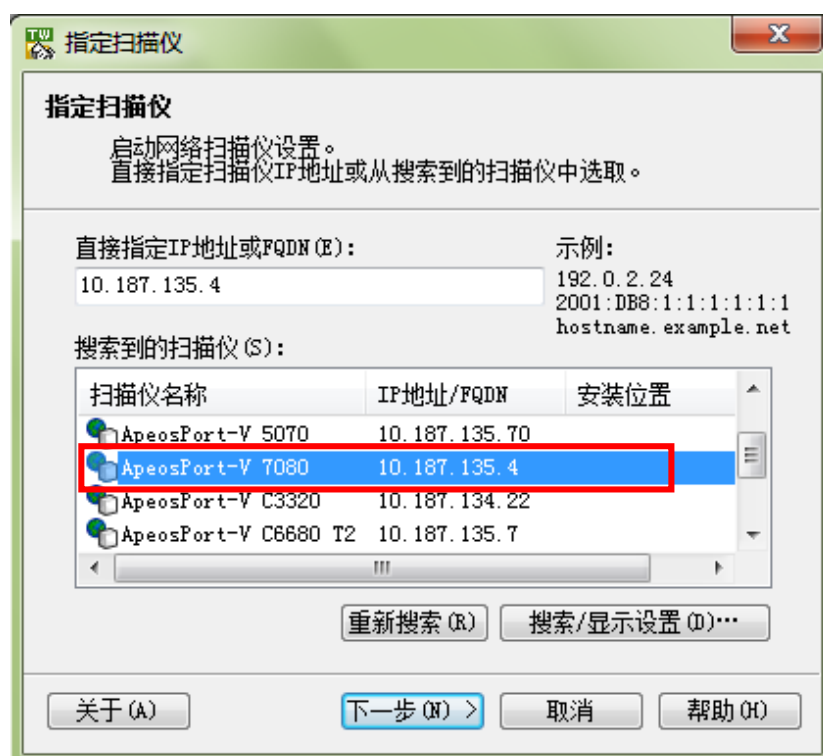 TW 指定扫描仪
指定扫描仪
启动网络扫描仪设置。
直接指定扫描仪IP地址或从搜索到的扫描仪中选取。
直接指定IP地址或FQDN(E):
示例:
10.187.135.4
192.0.2.24
2001:DB8:1:1:1:1:1:1
hostname.example.net
搜索到的扫描仪(S):
扫描仪名称 IP地址/FQDN 安装位置
ApeosPort-V 5070 10.187.135.70
ApeosPort-V 7080 10.187.135.4
ApeosPort-V C3320 10.187.134.22
ApeosPort-V C6680 T2 10.187.135.7
重新搜索(R) 搜索/显示设置(D)…
关于(A) 下一步(N) > 取消 帮助(H)